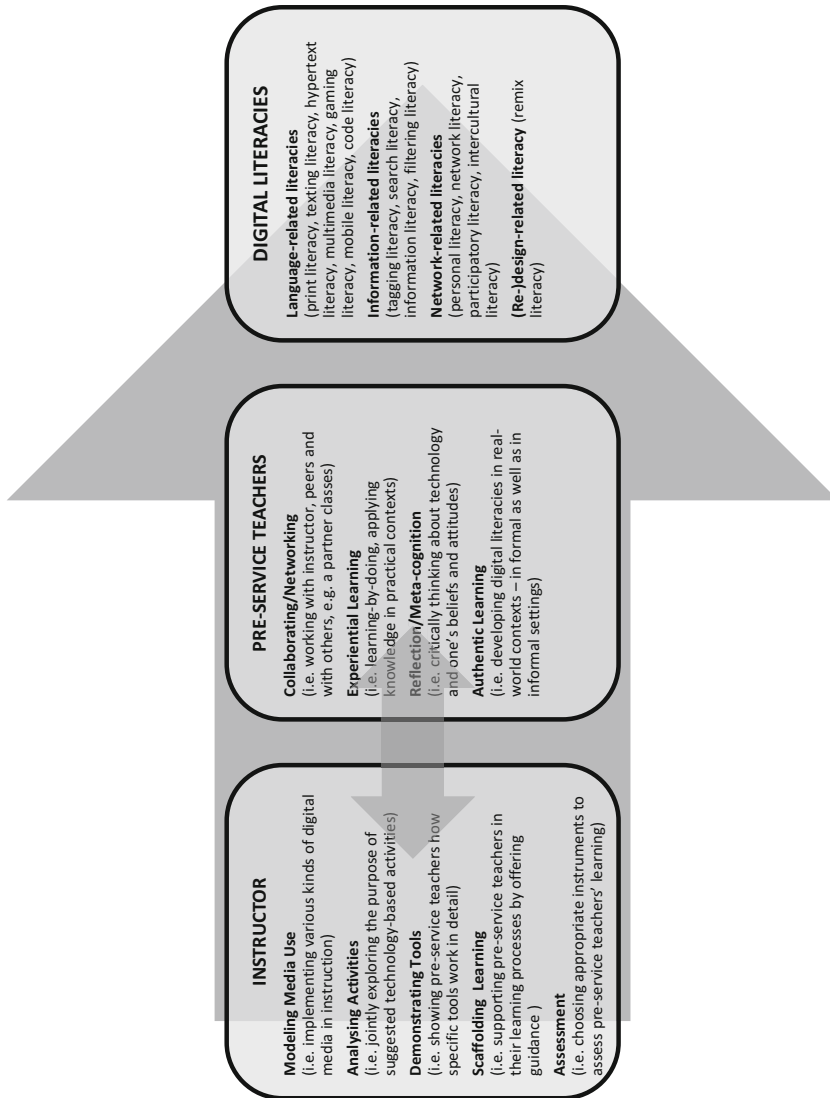 INSTRUCTOR
Modeling Media Use
(i.e. implementing various kinds of digital
media in instruction)
Analysing Activities
(i.e. jointly exploring the purpose of
suggested technology-based activities)
Demonstrating Tools
(i.e. showing pre-service teachers how
specific tools work in detail)
Scaffolding Learning
(i.e. supporting pre-service teachers in
their learning processes by offering
guidance )
Assessment
(i.e. choosing appropriate instruments to
assess pre-service teachers' learning)
PRE-SERVICE TEACHERS
Collaborating/Networking
(i.e. working with instructor, peers and
with others, e.g. a partner classes)
Experiential Learning
(i.e. learning-by-doing, applying
knowledge in practical contexts)
Reflection/Meta-cognition
(i.e. critically thinking about technology
and one's beliefs and attitudes)
Authentic Learning
(i.e. developing digital literacies in real-
world contexts – in formal as well as in
informal settings)
DIGITAL LITERACIES
Language-related literacies
(print literacy, texting literacy, hypertext
literacy, multimedia literacy, gaming
literacy, mobile literacy, code literacy)
Information-related literacies
(tagging literacy, search literacy,
information literacy, filtering literacy)
Network-related literacies
(personal literacy, network literacy,
participatory literacy, intercultural
literacy)
(Re-)design-related literacy (remix
literacy)